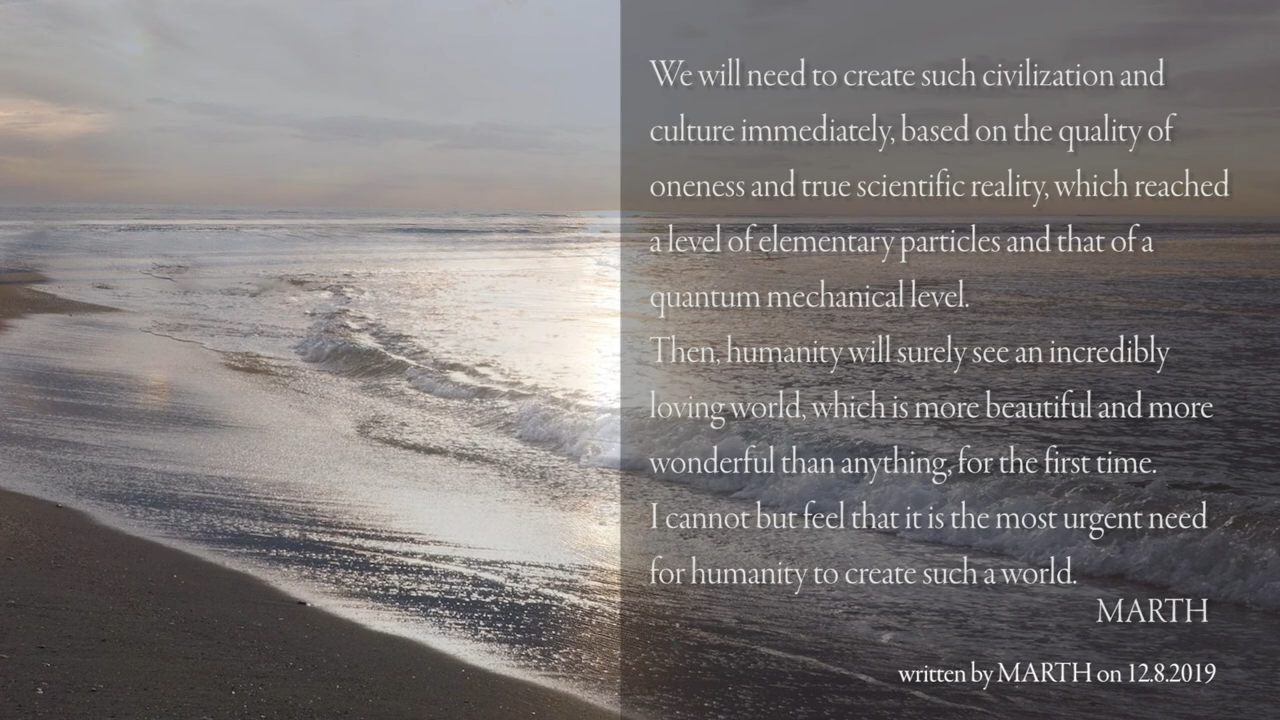 We will need to create such civilization and
culture immediately, based on the quality of
oneness and true scientific reality, which reached
a level of elementary particles and that of a
quantum mechanical level.
Then, humanity will surely see an incredibly
loving world, which is more beautiful and more
wonderful than anything, for the first time.
I cannot but feel that it is the most urgent need
for humanity to create such a world.
MARTH
written by MARTH on 12.8.2019